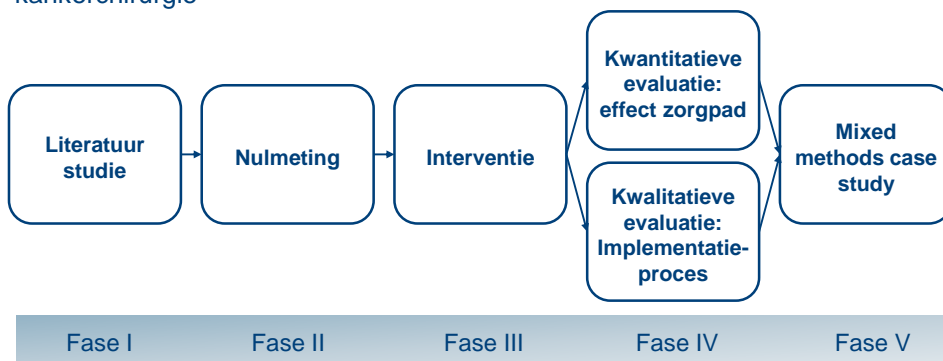 Kwantitatieve
evaluatie:
effect zorgpad
Literatuur
studie
Nulmeting
Interventie
Mixed
methods case
study
Kwalitatieve
evaluatie:
Implementatie-
proces
Fase I
Fase II
Fase III
Fase IV
Fase V